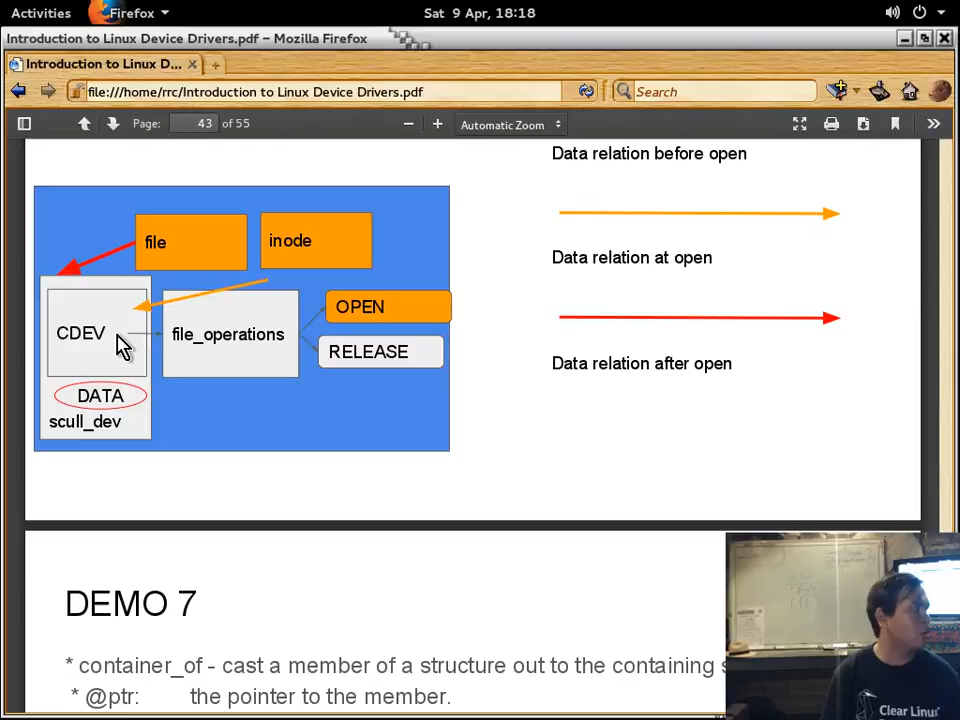 Activities Firefox Sat 9 Apr, 18:18
Introduction to Linux Device Drivers.pdf – Mozilla Firefox
Introduction to Linux D...
file:///home/rrc/Introduction to Linux Device Drivers.pdf Search
Page: 43 of 55 Automatic Zoom
Data relation before open
file inode
Data relation at open
OPEN
CDEV file_operations
RELEASE
Data relation after open
DATA
scull_dev
DEMO 7
* container_of - cast a member of a structure out to the containing
* @ptr: the pointer to the member.
Clear Linux